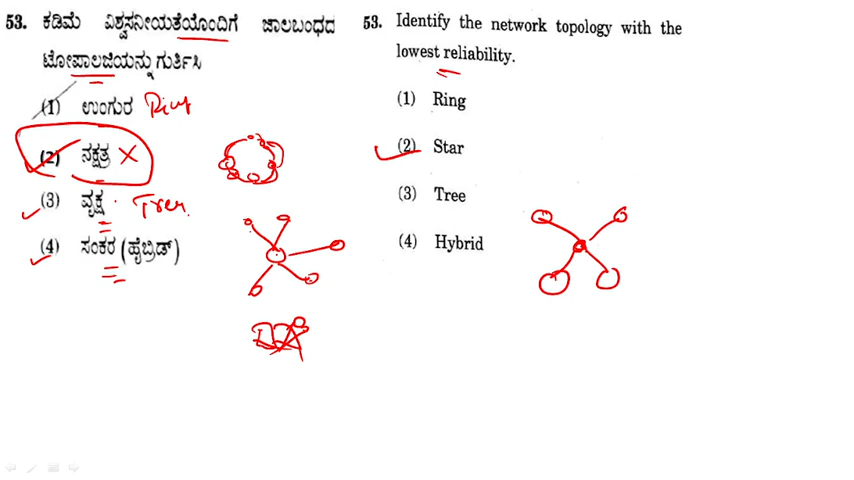 53. ಕಡಿಮೆ ವಿಶ್ವಸನೀಯತೆಯೊಂದಿಗೆ ಜಾಲಬಂಧದ
ಟೋಪಾಲಜಿಯನ್ನು ಗುರ್ತಿಸಿ
(1) ಉಂಗುರ
(2) ನಕ್ಷತ್ರ
(3) ವೃಕ್ಷ Tree
(4) ಸಂಕರ (ಹೈಬ್ರಿಡ್)
53. Identify the network topology with the
lowest reliability.
(1) Ring
(2) Star
(3) Tree
(4) Hybrid